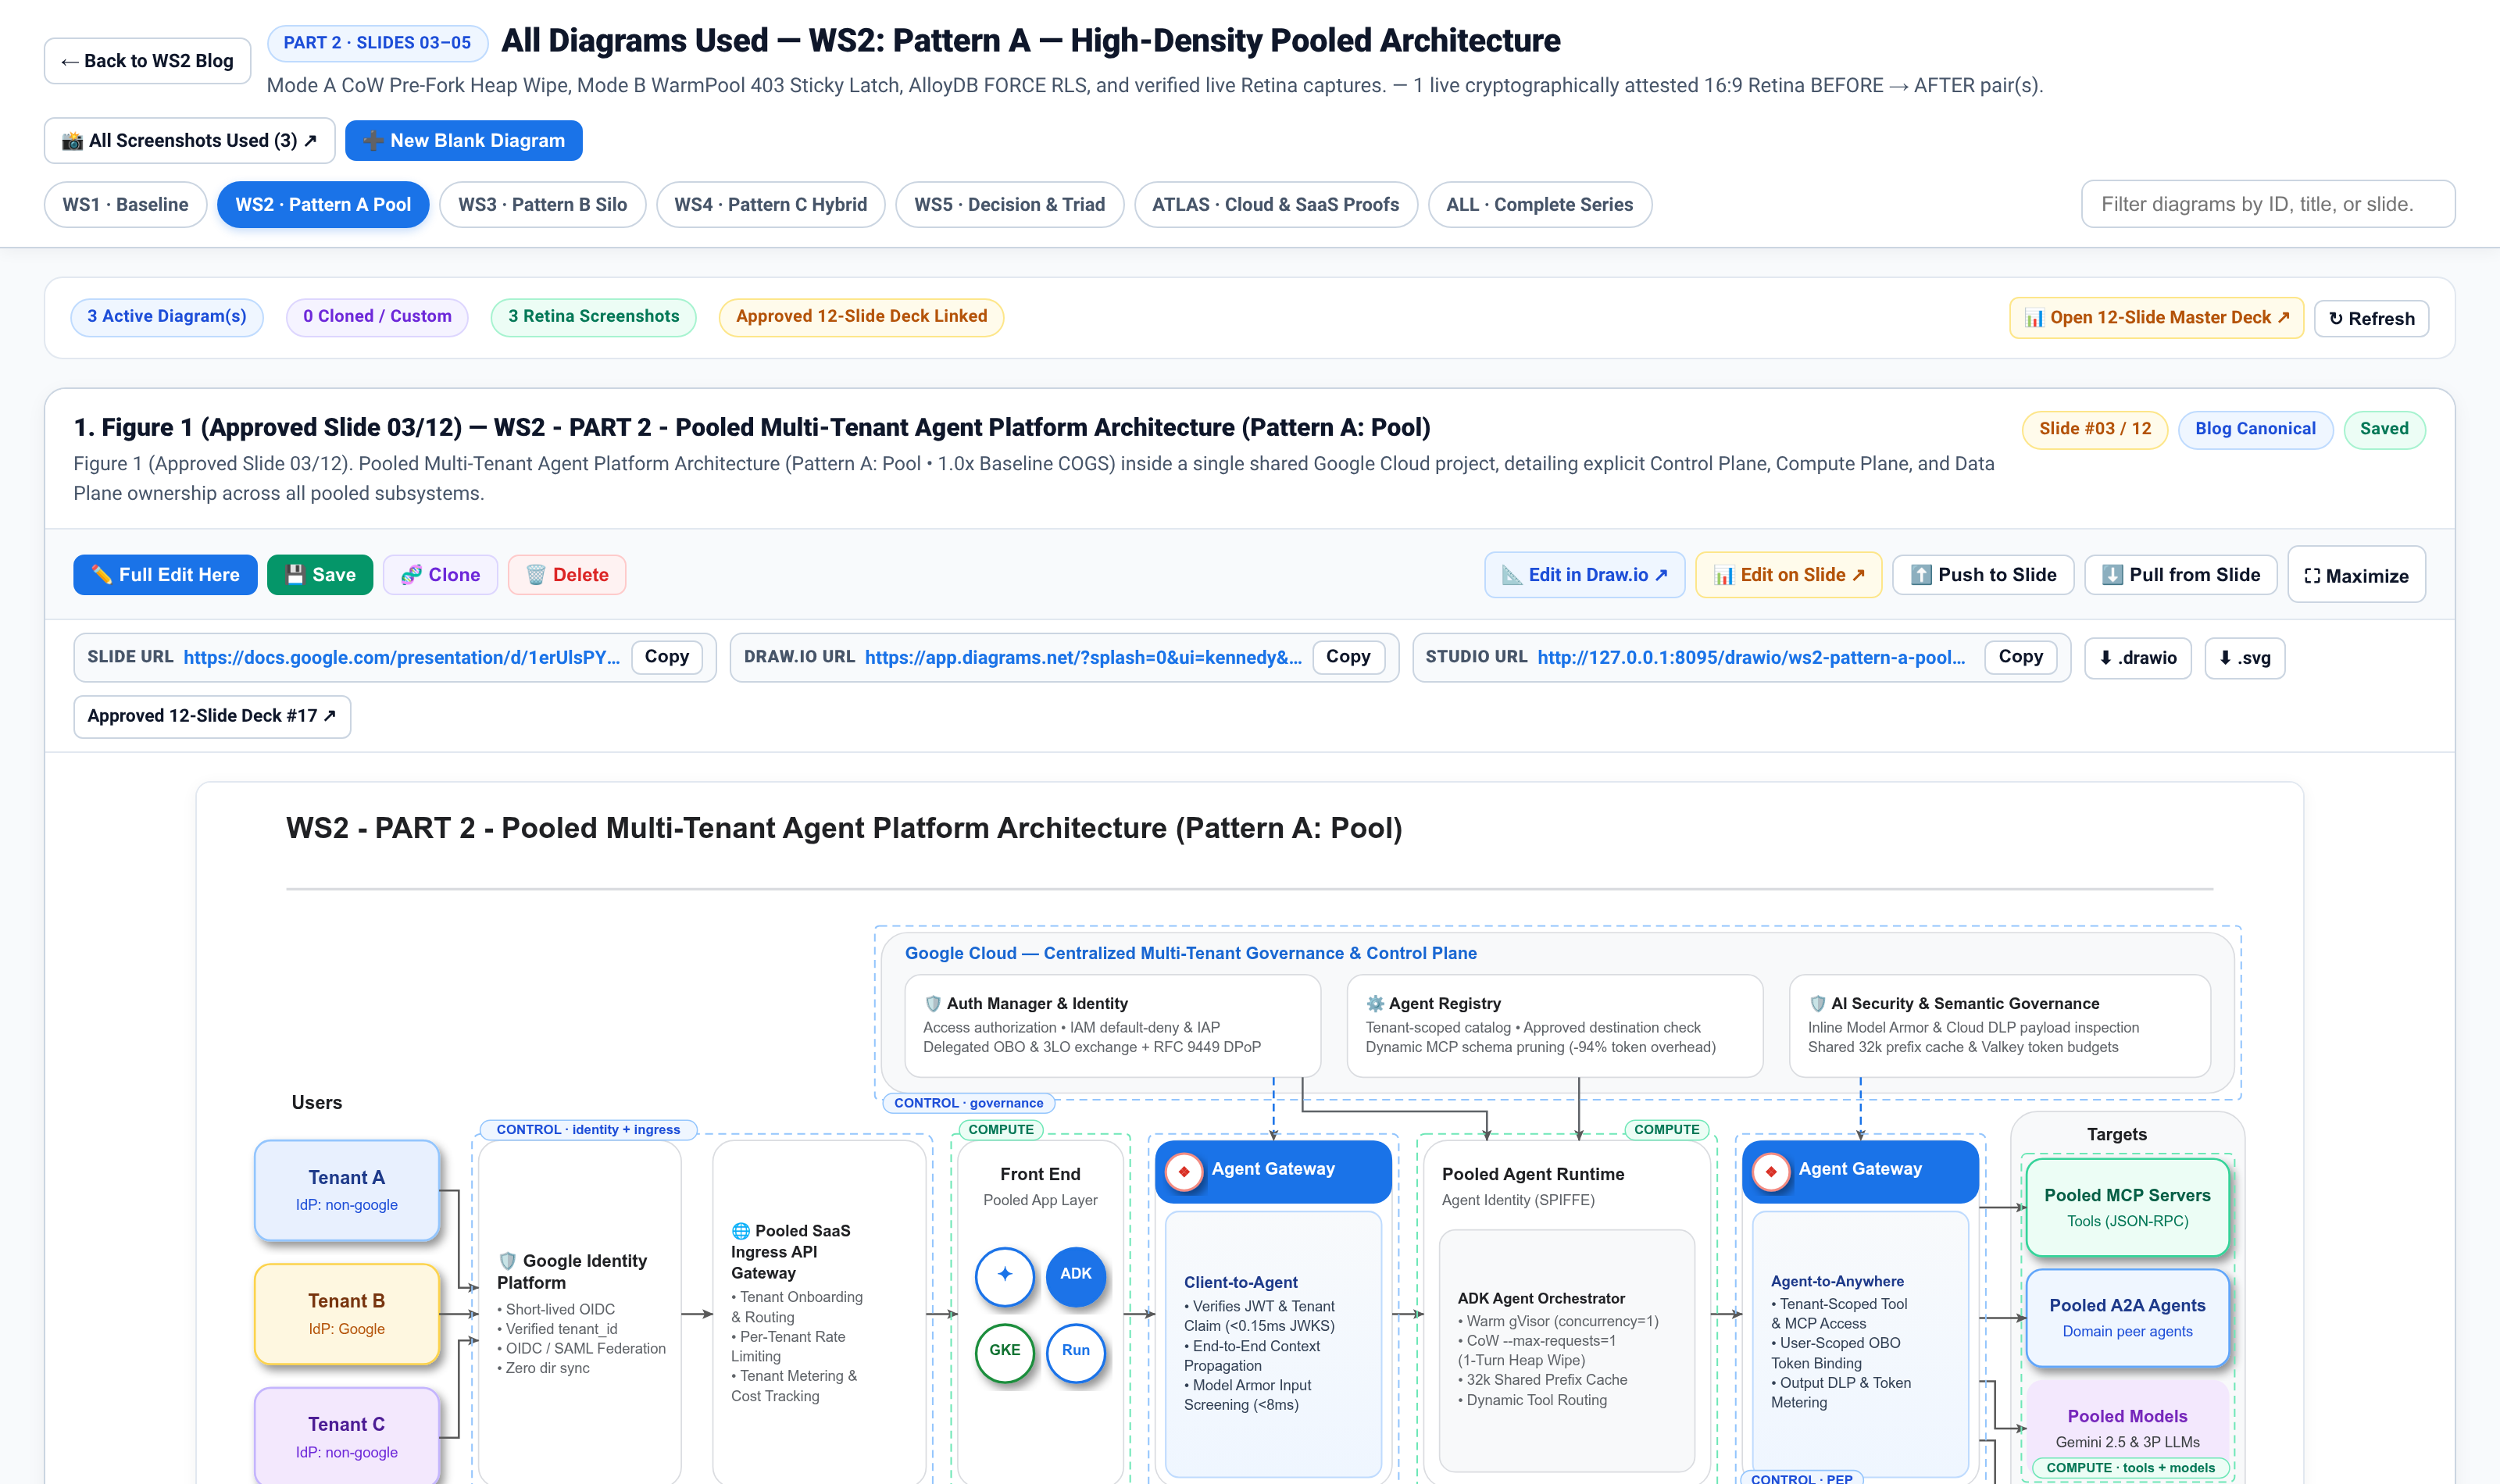 ← Back to WS2 Blog
PART 2 · SLIDES 03–05
All Diagrams Used — WS2: Pattern A — High-Density Pooled Architecture
Mode A CoW Pre-Fork Heap Wipe, Mode B WarmPool 403 Sticky Latch, AlloyDB FORCE RLS, and verified live Retina captures. — 1 live cryptographically attested 16:9 Retina BEFORE → AFTER pair(s).
📸 All Screenshots Used (3) ↗
➕ New Blank Diagram
WS1 · Baseline
WS2 · Pattern A Pool
WS3 · Pattern B Silo
WS4 · Pattern C Hybrid
WS5 · Decision & Triad
ATLAS · Cloud & SaaS Proofs
ALL · Complete Series
Filter diagrams by ID, title, or slide.
3 Active Diagram(s)
0 Cloned / Custom
3 Retina Screenshots
Approved 12-Slide Deck Linked
📊 Open 12-Slide Master Deck ↗
↻ Refresh
1. Figure 1 (Approved Slide 03/12) — WS2 - PART 2 - Pooled Multi-Tenant Agent Platform Architecture (Pattern A: Pool)
Slide #03 / 12
Blog Canonical
Saved
Figure 1 (Approved Slide 03/12). Pooled Multi-Tenant Agent Platform Architecture (Pattern A: Pool • 1.0x Baseline COGS) inside a single shared Google Cloud project, detailing explicit Control Plane, Compute Plane, and Data
Plane ownership across all pooled subsystems.
✏️ Full Edit Here
💾 Save
🧬 Clone
🗑️ Delete
📐 Edit in Draw.io ↗
📊 Edit on Slide ↗
⬆️ Push to Slide
⬇️ Pull from Slide
⛶ Maximize
SLIDE URL https://docs.google.com/presentation/d/1erUlsPY... Copy
DRAW.IO URL https://app.diagrams.net/?splash=0&ui=kennedy&... Copy
STUDIO URL http://127.0.0.1:8095/drawio/ws2-pattern-a-pool... Copy
⬇ .drawio
⬇ .svg
Approved 12-Slide Deck #17 ↗
WS2 - PART 2 - Pooled Multi-Tenant Agent Platform Architecture (Pattern A: Pool)
Google Cloud — Centralized Multi-Tenant Governance & Control Plane
🛡️ Auth Manager & Identity
Access authorization • IAM default-deny & IAP
Delegated OBO & 3LO exchange + RFC 9449 DPoP
⚙️ Agent Registry
Tenant-scoped catalog • Approved destination check
Dynamic MCP schema pruning (-94% token overhead)
🛡️ AI Security & Semantic Governance
Inline Model Armor & Cloud DLP payload inspection
Shared 32k prefix cache & Valkey token budgets
CONTROL · governance
Users
Tenant A
IdP: non-google
Tenant B
IdP: Google
Tenant C
IdP: non-google
CONTROL · identity + ingress
🛡️ Google Identity
Platform
• Short-lived OIDC
• Verified tenant_id
• OIDC / SAML Federation
• Zero dir sync
🌐 Pooled SaaS
Ingress API
Gateway
• Tenant Onboarding
& Routing
• Per-Tenant Rate
Limiting
• Tenant Metering &
Cost Tracking
COMPUTE
Front End
Pooled App Layer
ADK
GKE
Run
Agent Gateway
Client-to-Agent
• Verifies JWT & Tenant
Claim (<0.15ms JWKS)
• End-to-End Context
Propagation
• Model Armor Input
Screening (<8ms)
COMPUTE
Pooled Agent Runtime
Agent Identity (SPIFFE)
ADK Agent Orchestrator
• Warm gVisor (concurrency=1)
• CoW --max-requests=1
(1-Turn Heap Wipe)
• 32k Shared Prefix Cache
• Dynamic Tool Routing
Agent Gateway
Agent-to-Anywhere
• Tenant-Scoped Tool
& MCP Access
• User-Scoped OBO
Token Binding
• Output DLP & Token
Metering
CONTROL · PEP
Targets
Pooled MCP Servers
Tools (JSON-RPC)
Pooled A2A Agents
Domain peer agents
Pooled Models
Gemini 2.5 & 3P LLMs
COMPUTE · tools + models